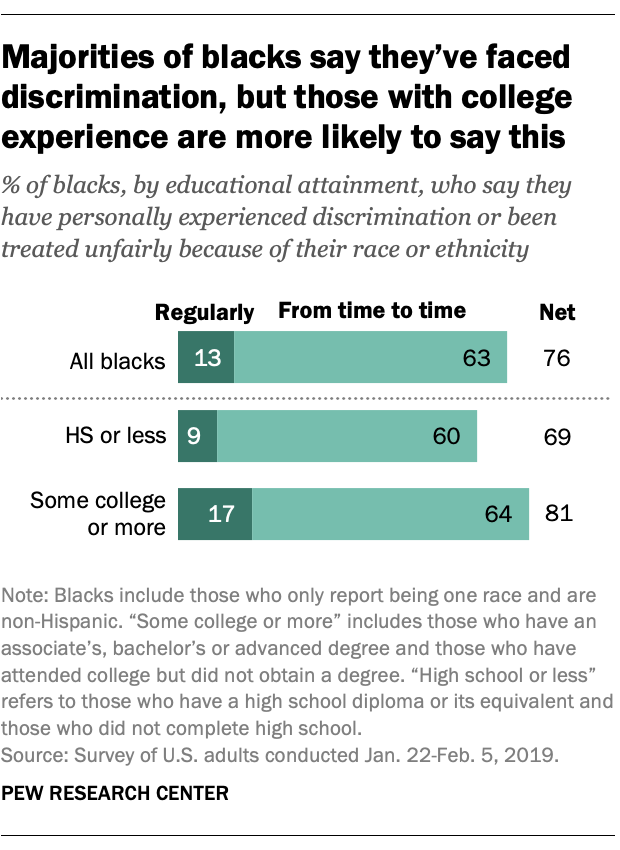 Majorities of blacks say they’ve faced
discrimination, but those with college
experience are more likely to say this
% of blacks, by educational attainment, who say they
have personally experienced discrimination or been
treated unfairly because of their race or ethnicity
Regularly From time to time Net
All blacks 13 63 76
HS or less 9 60 69
Some college
or more 17 64 81
Note: Blacks include those who only report being one race and are
non-Hispanic. “Some college or more” includes those who have an
associate’s, bachelor’s or advanced degree and those who have
attended college but did not obtain a degree. “High school or less”
refers to those who have a high school diploma or its equivalent and
those who did not complete high school.
Source: Survey of U.S. adults conducted Jan. 22-Feb. 5, 2019.
PEW RESEARCH CENTER